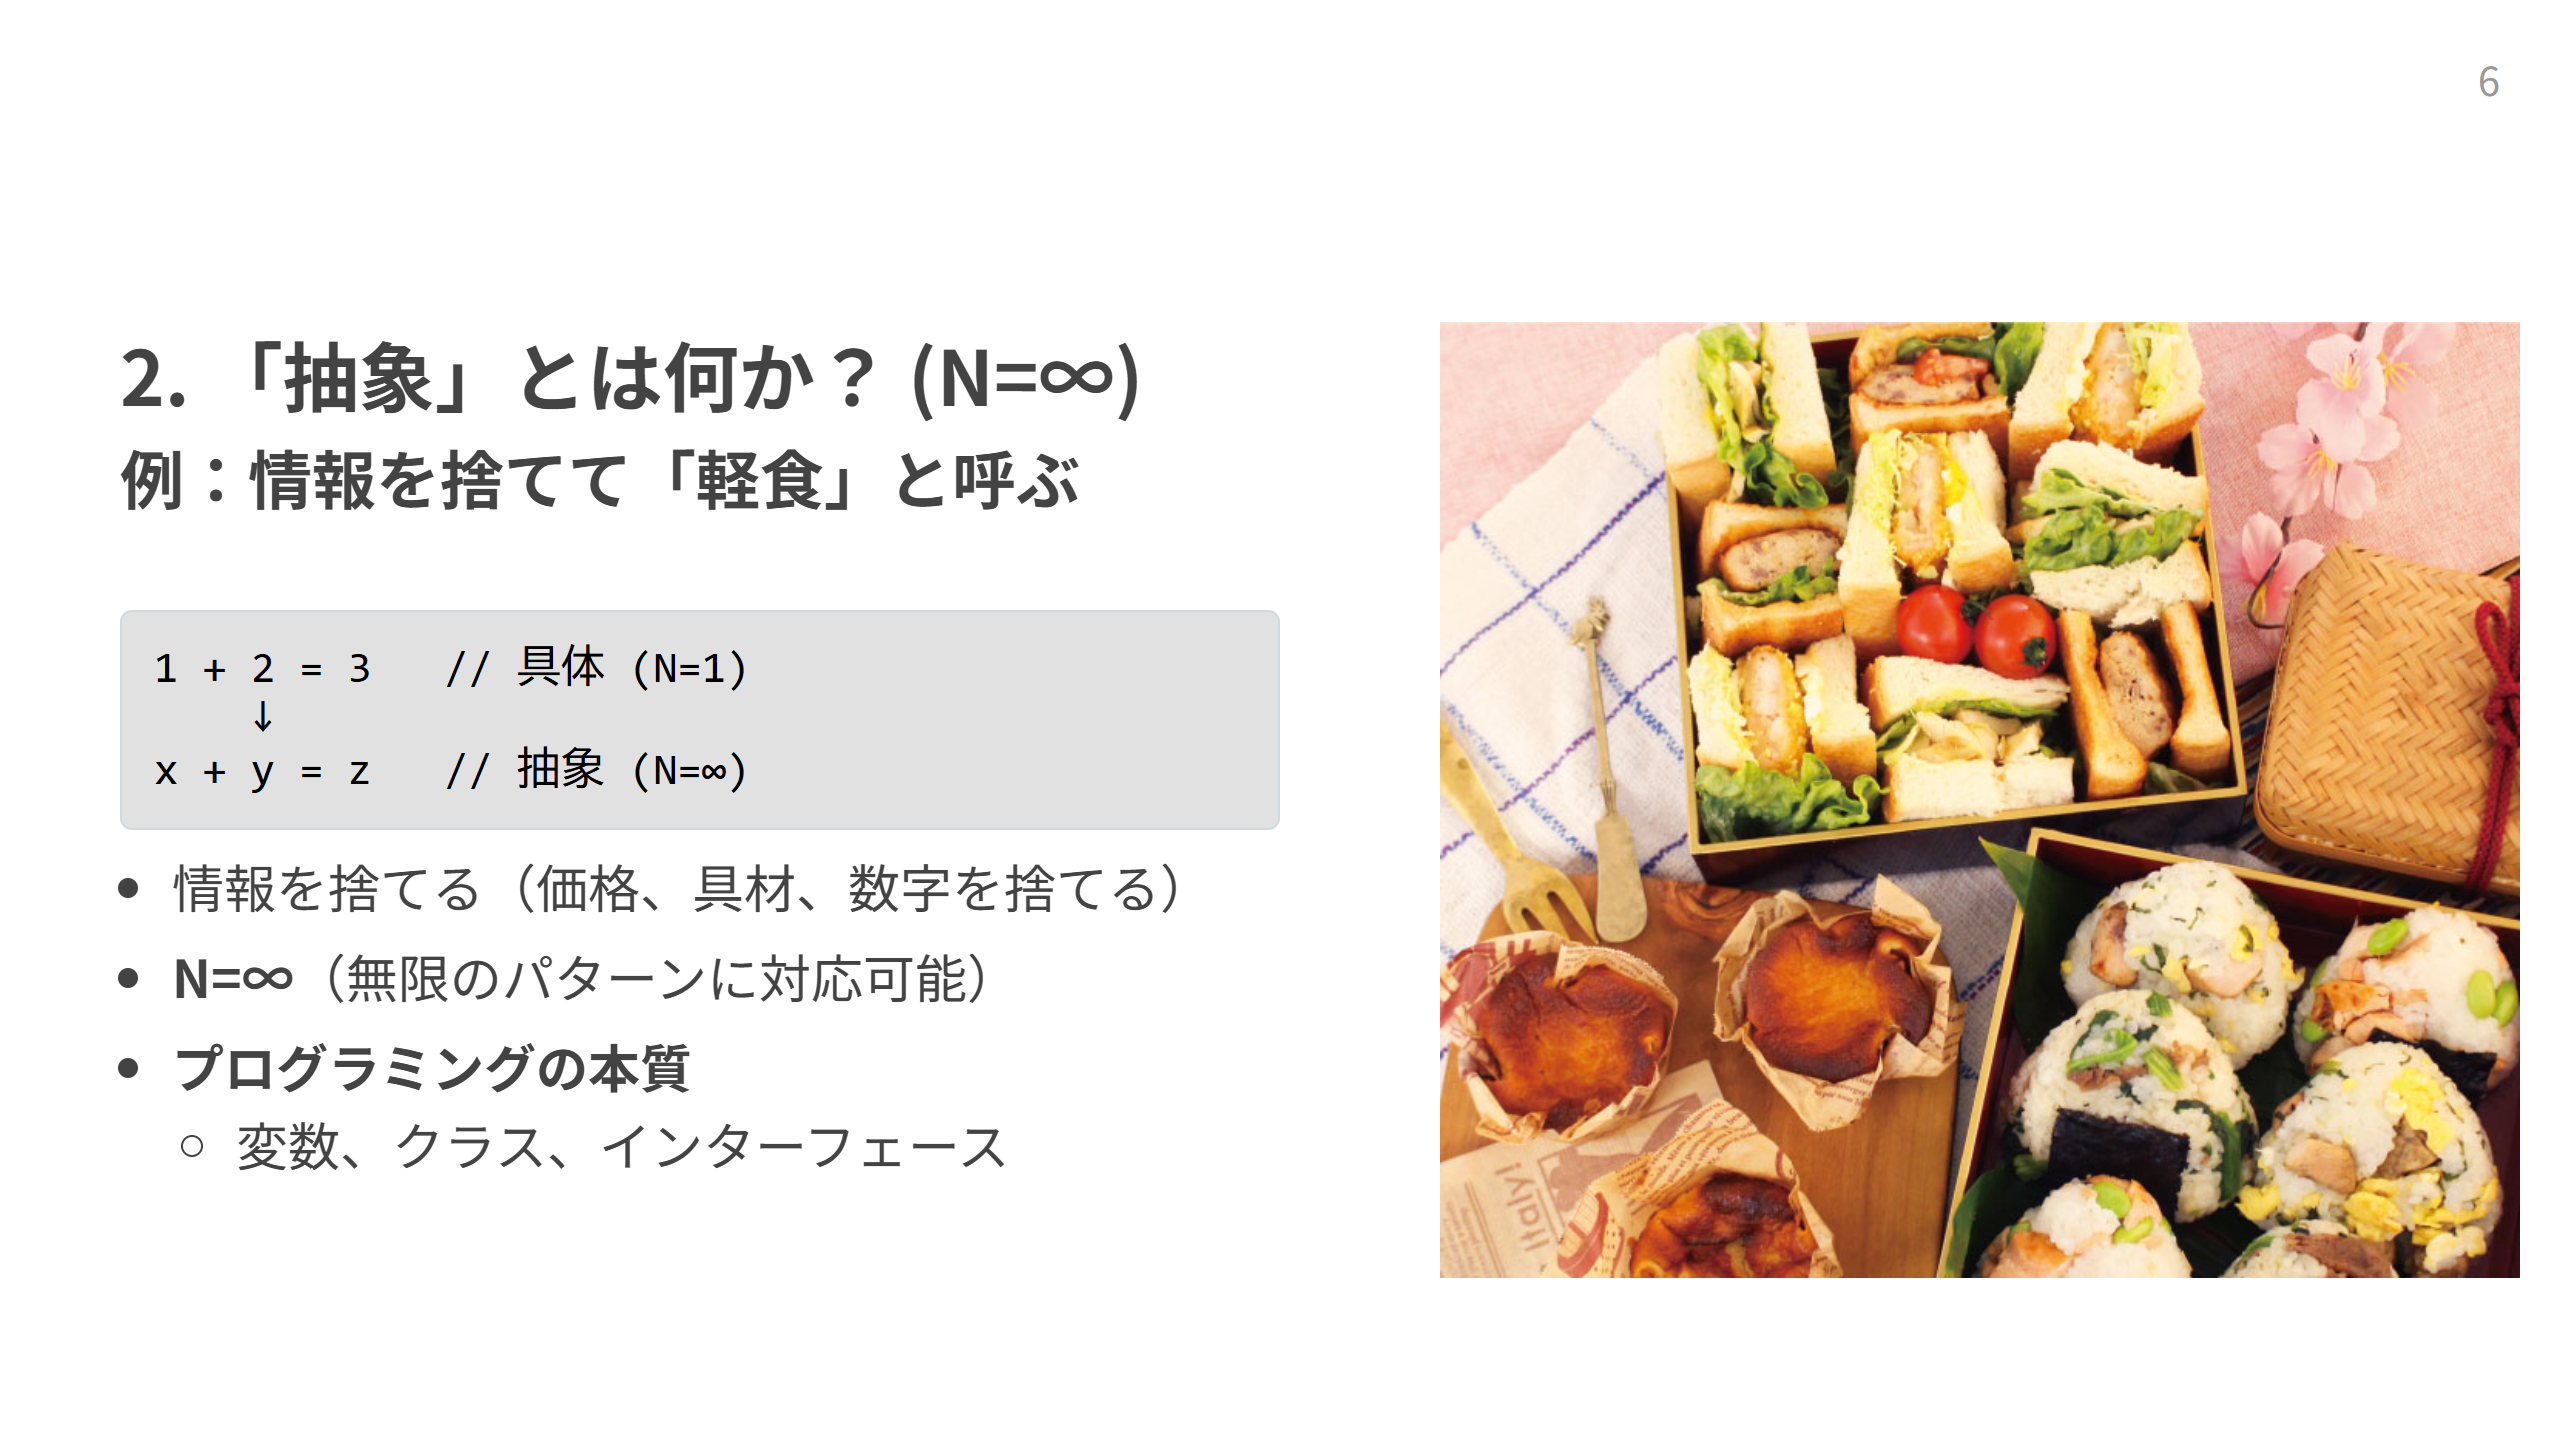 6
2. 「抽象」とは何か？ (N=∞)
例：情報を捨てて「軽食」と呼ぶ
1 + 2 = 3   // 具体 (N=1)
↓
x + y = z   // 抽象 (N=∞)
情報を捨てる（価格、具材、数字を捨てる）
N=∞（無限のパターンに対応可能）
プログラミングの本質
変数、クラス、インターフェース
Italy!